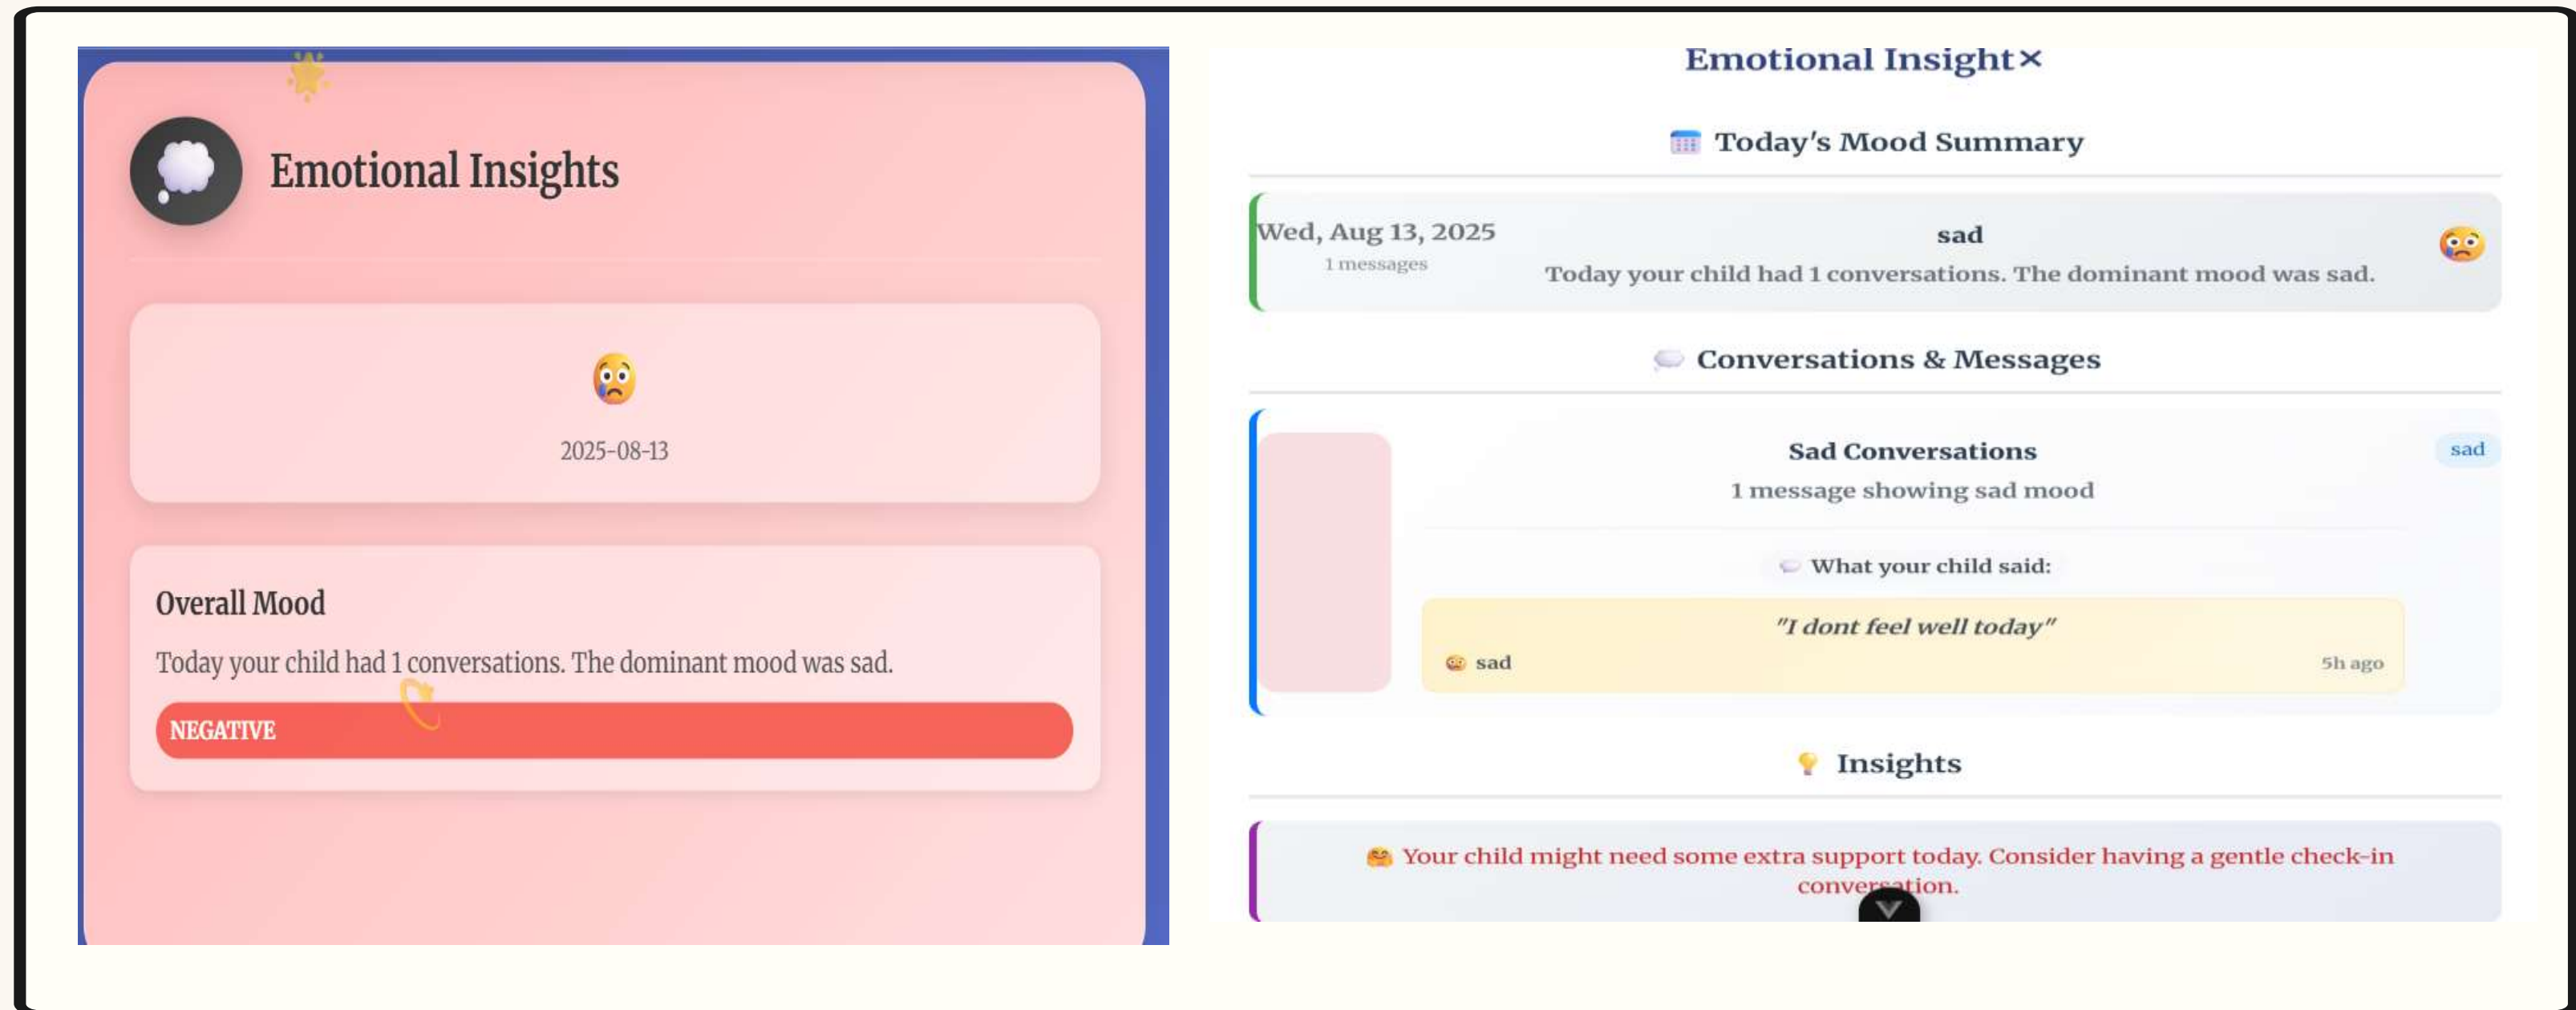 Emotional Insights
2025-08-13
Overall Mood
Today your child had 1 conversations. The dominant mood was sad.
NEGATIVE
Emotional Insight×
Today's Mood Summary
Wed, Aug 13, 2025
1 messages
sad
Today your child had 1 conversations. The dominant mood was sad.
Conversations & Messages
Sad Conversations
sad
1 message showing sad mood
What your child said:
"I dont feel well today"
sad
5h ago
Insights
Your child might need some extra support today. Consider having a gentle check-in
conversation.